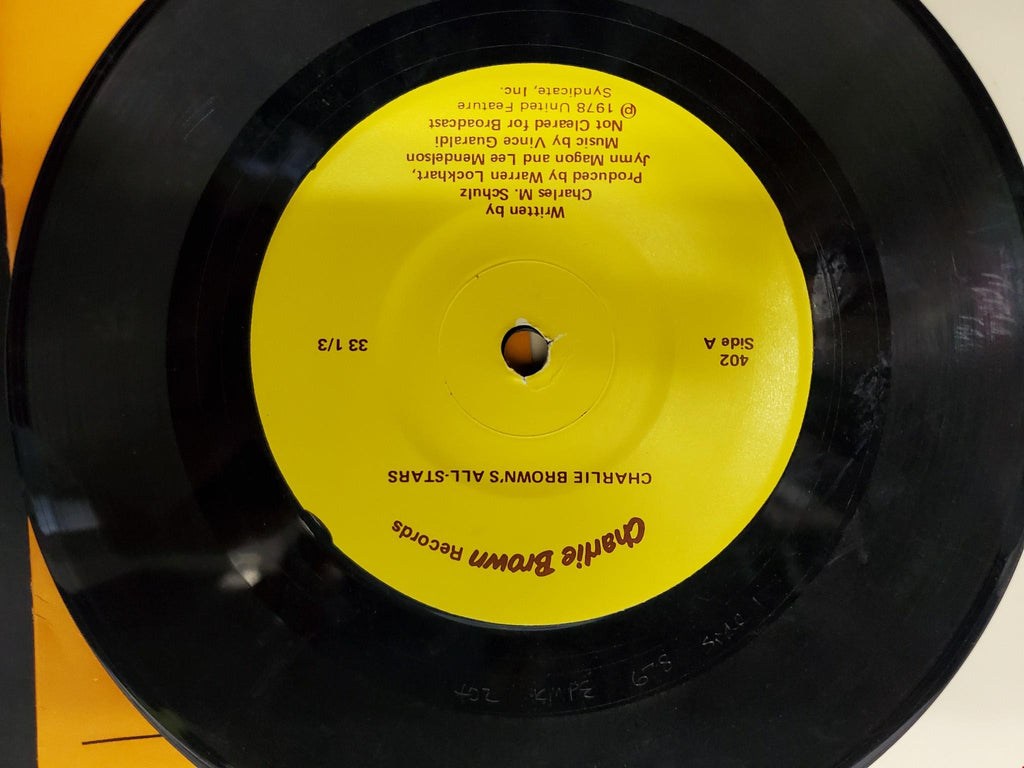 Charlie Brown Records
CHARLIE BROWN'S ALL-STARS
402
Side A
33 1/3
Written by
Charles M. Schulz
Produced by Warren Lockhart,
Jymn Magon and Lee Mendelson
Music by Vince Guaraldi
Not Cleared for Broadcast
℗ 1978 United Feature
Syndicate, Inc.